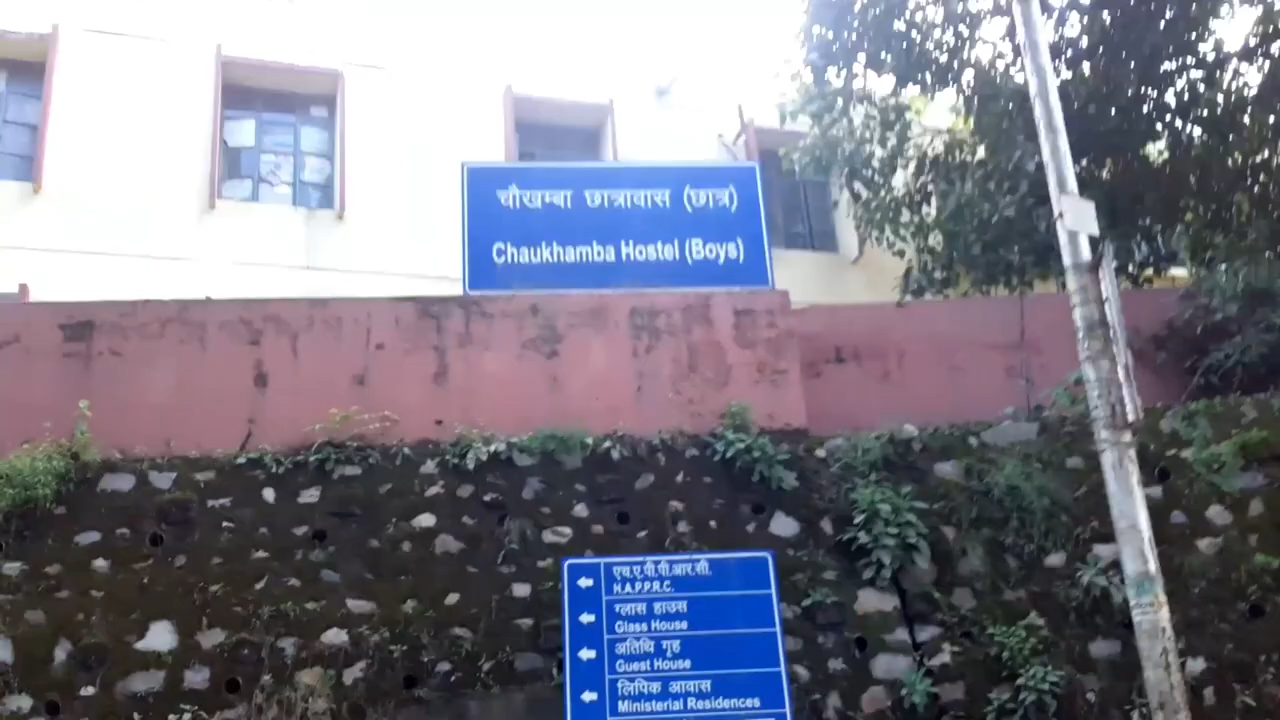 चौखम्बा छात्रावास (छात्र)
Chaukhamba Hostel (Boys)
एच.ए.पी.पी.आर.सी.
H.A.P.P.R.C.
ग्लास हाउस
Glass House
अतिथि गृह
Guest House
लिपिक आवास
Ministerial Residences